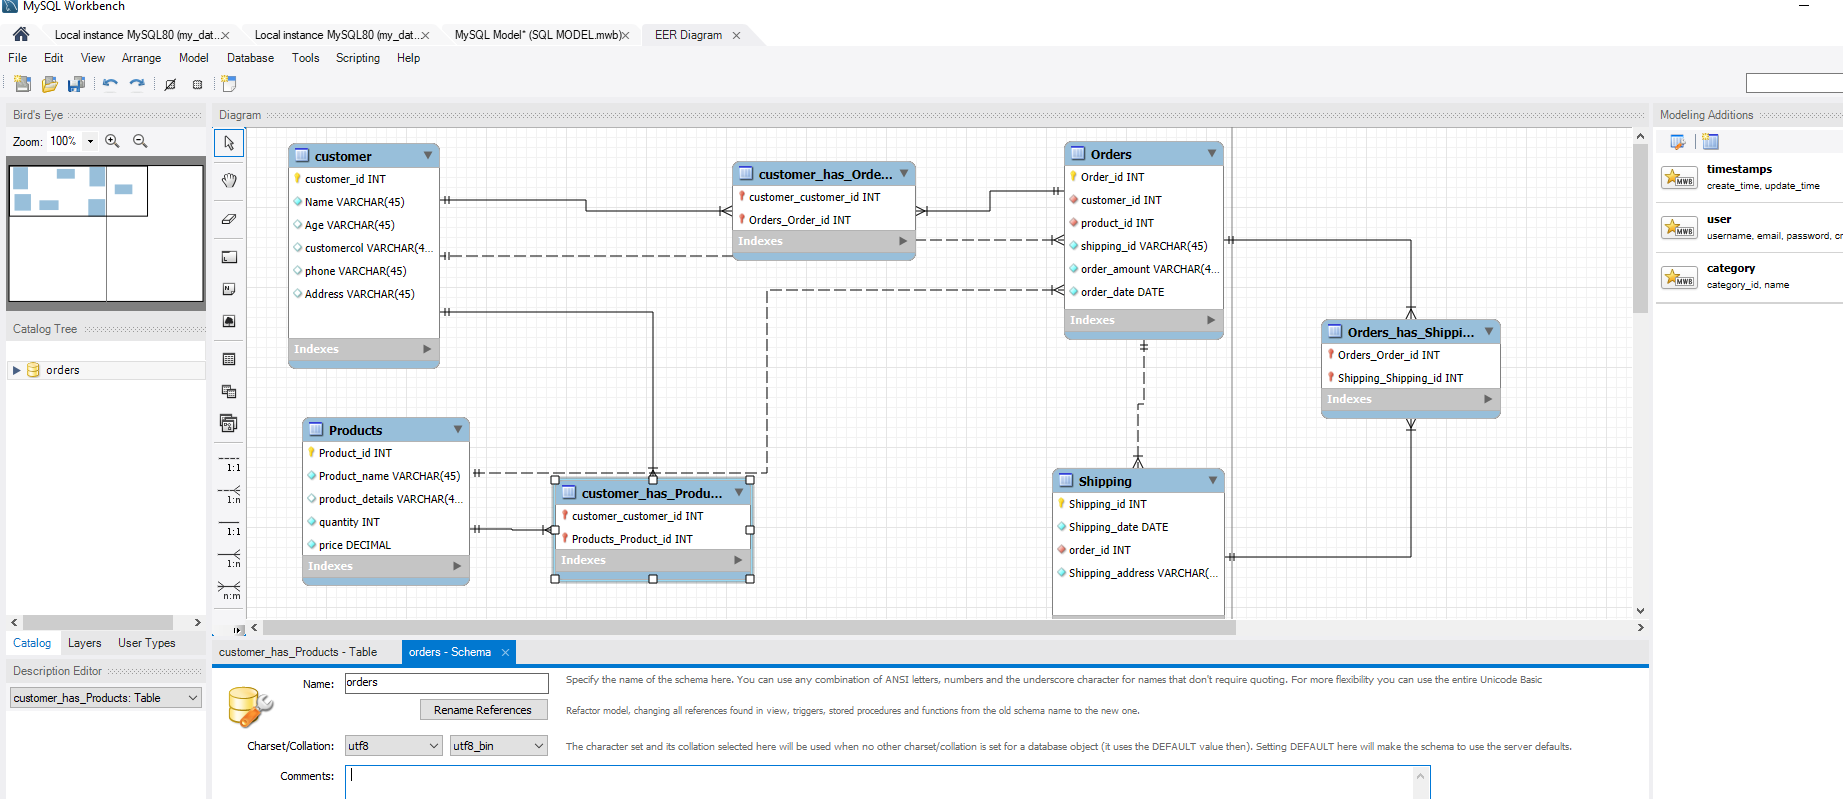 MySQL Workbench
Local instance MySQL80 (my_dat...
Local instance MySQL80 (my_dat...
MySQL Model* (SQL MODEL.mwb)
EER Diagram
File Edit View Arrange Model Database Tools Scripting Help
Bird's Eye
Zoom: 100%
Catalog Tree
orders
Catalog Layers User Types
Description Editor
customer_has_Products: Table
Diagram
1:1
1:n
1:1
1:n
n:m
customer
customer_id INT
Name VARCHAR(45)
Age VARCHAR(45)
customercol VARCHAR(4...
phone VARCHAR(45)
Address VARCHAR(45)
Indexes
customer_has_Orde...
customer_customer_id INT
Orders_Order_id INT
Indexes
Orders
Order_id INT
customer_id INT
product_id INT
shipping_id VARCHAR(45)
order_amount VARCHAR(4...
order_date DATE
Indexes
Orders_has_Shippi...
Orders_Order_id INT
Shipping_Shipping_id INT
Indexes
Products
Product_id INT
Product_name VARCHAR(45)
product_details VARCHAR(4...
quantity INT
price DECIMAL
Indexes
customer_has_Produ...
customer_customer_id INT
Products_Product_id INT
Indexes
Shipping
Shipping_id INT
Shipping_date DATE
order_id INT
Shipping_address VARCHAR(...
Modeling Additions
MWB
timestamps
create_time, update_time
MWB
user
username, email, password, cr
MWB
category
category_id, name
customer_has_Products - Table
orders - Schema
Name: orders
Specify the name of the schema here. You can use any combination of ANSI letters, numbers and the underscore character for names that don't require quoting. For more flexibility you can use the entire Unicode Basic
Rename References
Refactor model, changing all references found in view, triggers, stored procedures and functions from the old schema name to the new one.
Charset/Collation: utf8 utf8_bin
The character set and its collation selected here will be used when no other charset/collation is set for a database object (it uses the DEFAULT value then). Setting DEFAULT here will make the schema to use the server defaults.
Comments: